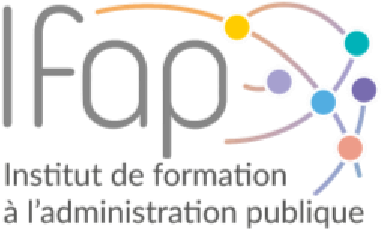 Ifap
Institut de formation
à l’administration publique